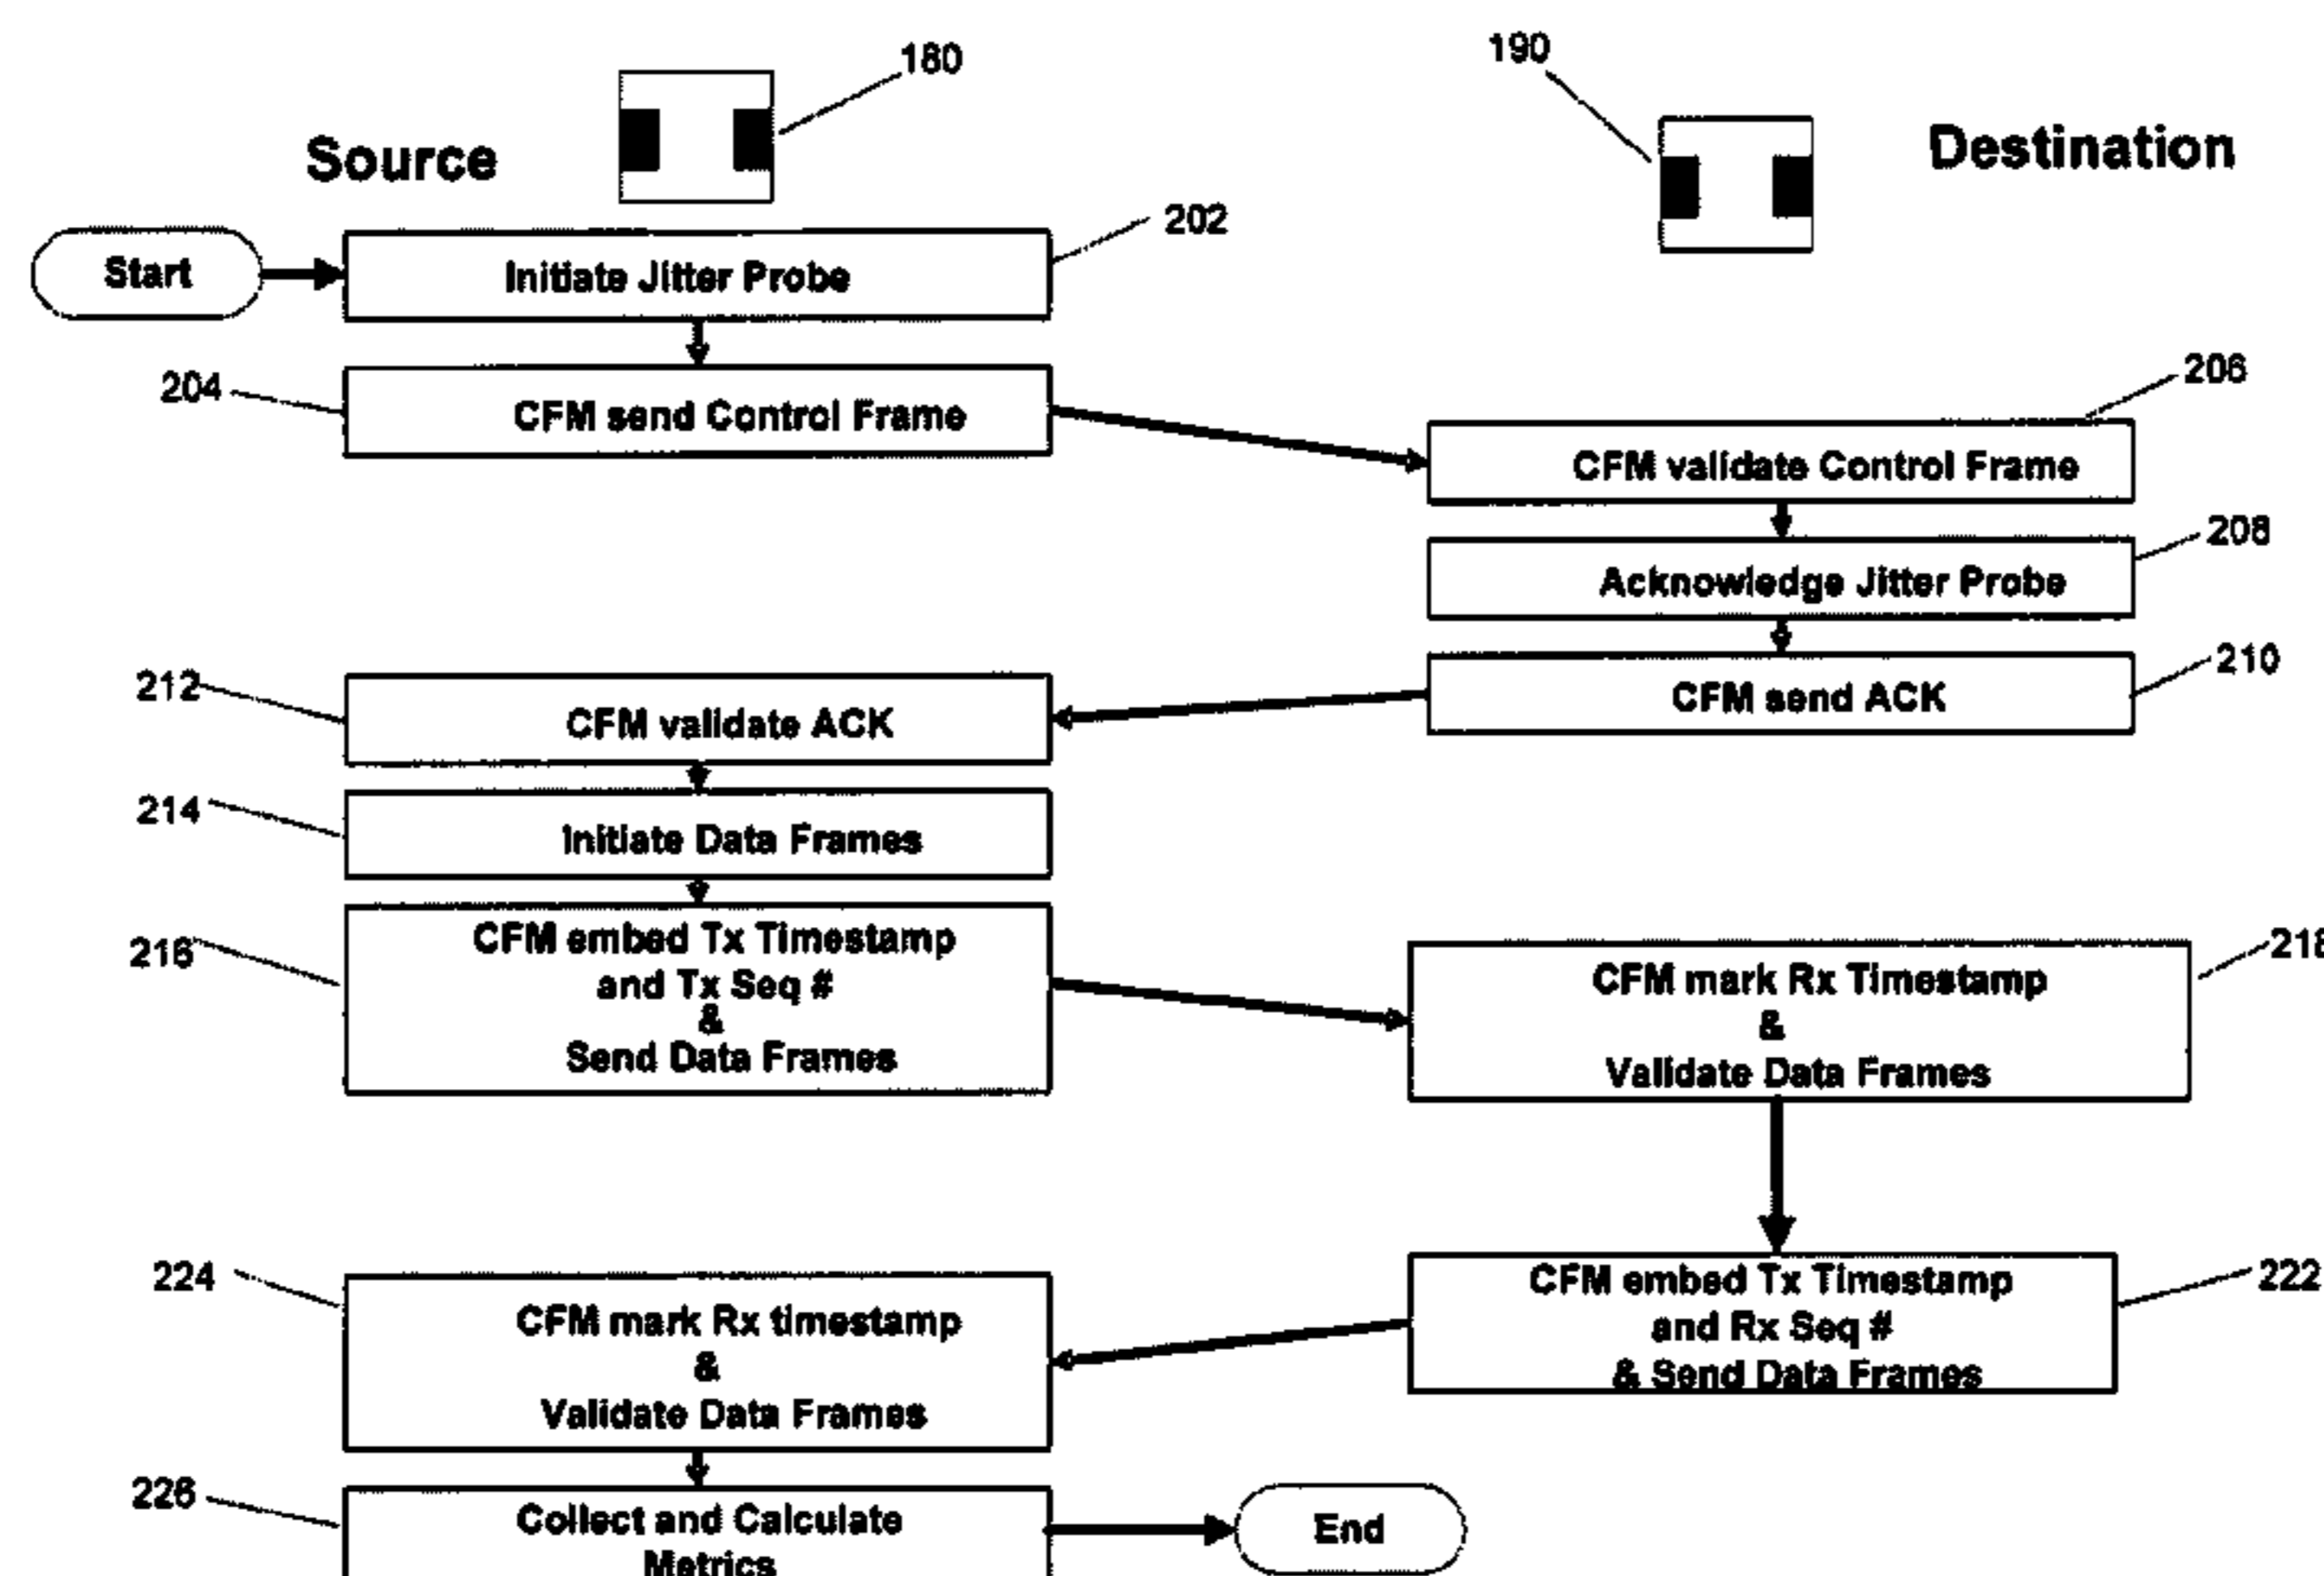 180
190
Source
Destination
202
Start
Initiate Jitter Probe
204
CFM send Control Frame
206
CFM validate Control Frame
208
Acknowledge Jitter Probe
210
CFM send ACK
212
CFM validate ACK
214
Initiate Data Frames
216
CFM embed Tx Timestamp
and Tx Seq #
&
Send Data Frames
218
CFM mark Rx Timestamp
&
Validate Data Frames
222
CFM embed Tx Timestamp
and Rx Seq #
& Send Data Frames
224
CFM mark Rx timestamp
&
Validate Data Frames
226
Collect and Calculate
Metrics
End